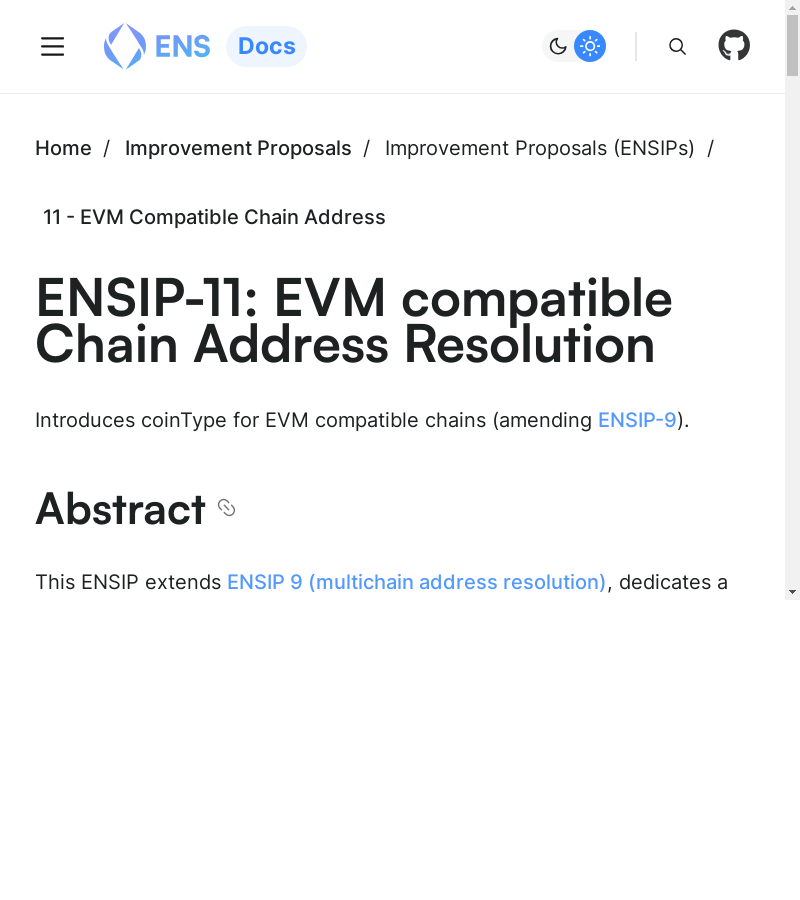 ENS Docs
Home / Improvement Proposals / Improvement Proposals (ENSIPs) /
11 - EVM Compatible Chain Address
ENSIP-11: EVM compatible
Chain Address Resolution
Introduces coinType for EVM compatible chains (amending ENSIP-9).
Abstract
This ENSIP extends ENSIP 9 (multichain address resolution), dedicates a